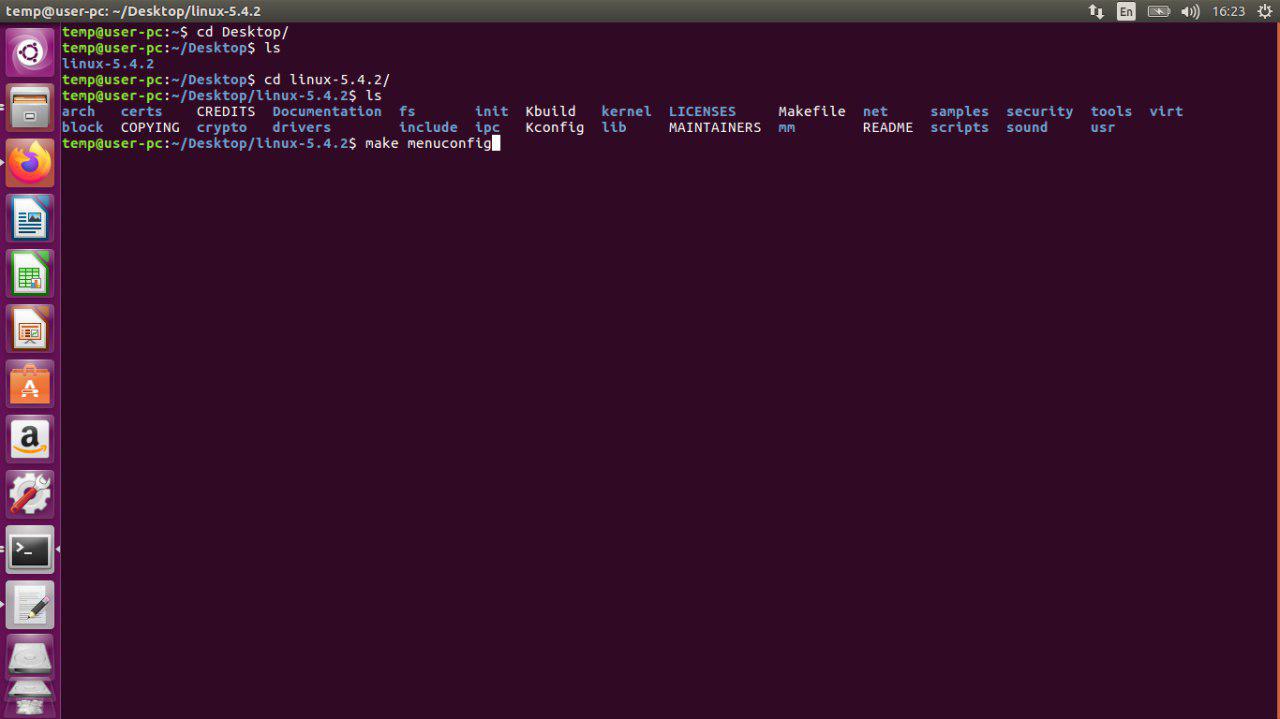 temp@user-pc: ~/Desktop/linux-5.4.2
En
16:23
temp@user-pc:~$ cd Desktop/
temp@user-pc:~/Desktop$ ls
linux-5.4.2
temp@user-pc:~/Desktop$ cd linux-5.4.2/
temp@user-pc:~/Desktop/linux-5.4.2$ ls
arch certs CREDITS Documentation fs init Kbuild kernel LICENSES Makefile net samples security tools virt
block COPYING crypto drivers include ipc Kconfig lib MAINTAINERS mm README scripts sound usr
temp@user-pc:~/Desktop/linux-5.4.2$ make menuconfig